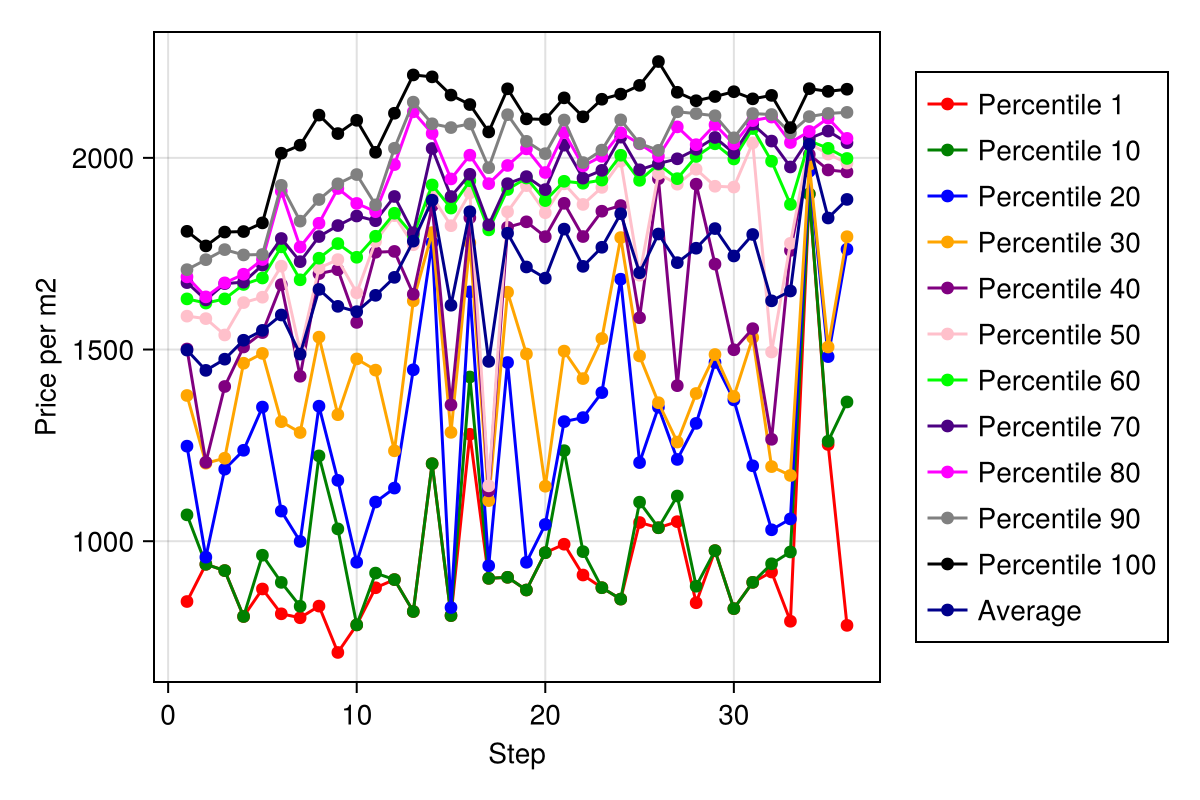 Price per m2
2000
1500
1000
0
10
20
30
Step
Percentile 1
Percentile 10
Percentile 20
Percentile 30
Percentile 40
Percentile 50
Percentile 60
Percentile 70
Percentile 80
Percentile 90
Percentile 100
Average